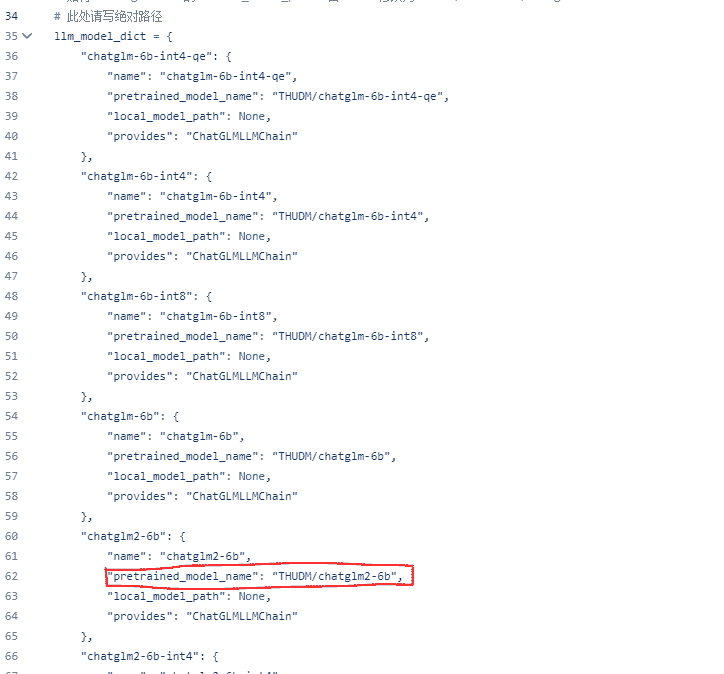 34 # 此处请写绝对路径
35 llm_model_dict = {
36 "chatglm-6b-int4-qe": {
37 "name": "chatglm-6b-int4-qe",
38 "pretrained_model_name": "THUDM/chatglm-6b-int4-qe",
39 "local_model_path": None,
40 "provides": "ChatGLMLLMChain"
41 },
42 "chatglm-6b-int4": {
43 "name": "chatglm-6b-int4",
44 "pretrained_model_name": "THUDM/chatglm-6b-int4",
45 "local_model_path": None,
46 "provides": "ChatGLMLLMChain"
47 },
48 "chatglm-6b-int8": {
49 "name": "chatglm-6b-int8",
50 "pretrained_model_name": "THUDM/chatglm-6b-int8",
51 "local_model_path": None,
52 "provides": "ChatGLMLLMChain"
53 },
54 "chatglm-6b": {
55 "name": "chatglm-6b",
56 "pretrained_model_name": "THUDM/chatglm-6b",
57 "local_model_path": None,
58 "provides": "ChatGLMLLMChain"
59 },
60 "chatglm2-6b": {
61 "name": "chatglm2-6b",
62 "pretrained_model_name": "THUDM/chatglm2-6b",
63 "local_model_path": None,
64 "provides": "ChatGLMLLMChain"
65 },
66 "chatglm2-6b-int4": {